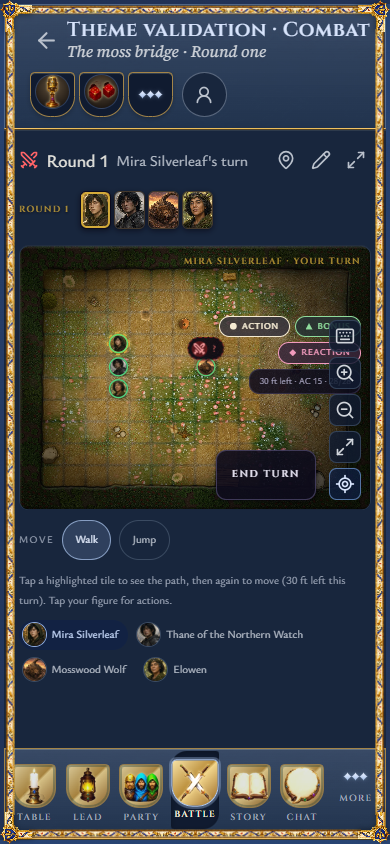 Theme validation · Combat
The moss bridge · Round one
Round 1 Mira Silverleaf's turn
ROUND 1
MIRA SILVERLEAF · YOUR TURN
ACTION
REACTION
?
30 ft left · AC 15 ·
END TURN
MOVE Walk Jump
Tap a highlighted tile to see the path, then again to move (30 ft left this
turn). Tap your figure for actions.
Mira Silverleaf Thane of the Northern Watch
Mosswood Wolf Elowen
TABLE LEAD PARTY BATTLE STORY CHAT MORE